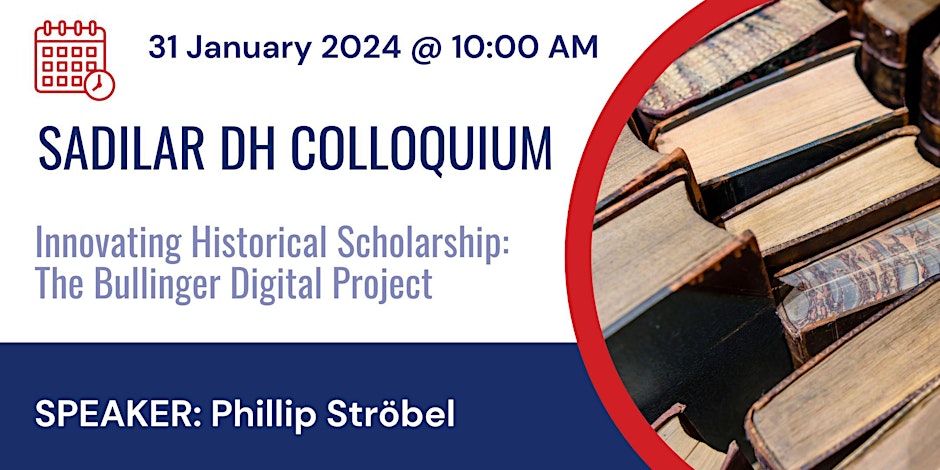 31 January 2024 @ 10:00 AM
SADILAR DH COLLOQUIUM
Innovating Historical Scholarship:
The Bullinger Digital Project
SPEAKER: Phillip Ströbel